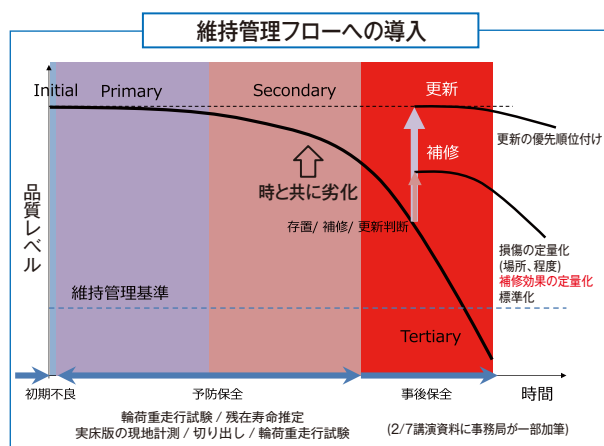 維持管理フローへの導入
Initial
Primary
Secondary
更新
更新の優先順位付け
補修
時と共に劣化
品質レベル
存置/ 補修/ 更新判断
損傷の定量化
(場所、程度)
補修効果の定量化
標準化
維持管理基準
Tertiary
初期不良
予防保全
事後保全
時間
輪荷重走行試験 / 残在寿命推定
実床版の現地計測 / 切り出し / 輪荷重走行試験
(2/7講演資料に事務局が一部加筆)